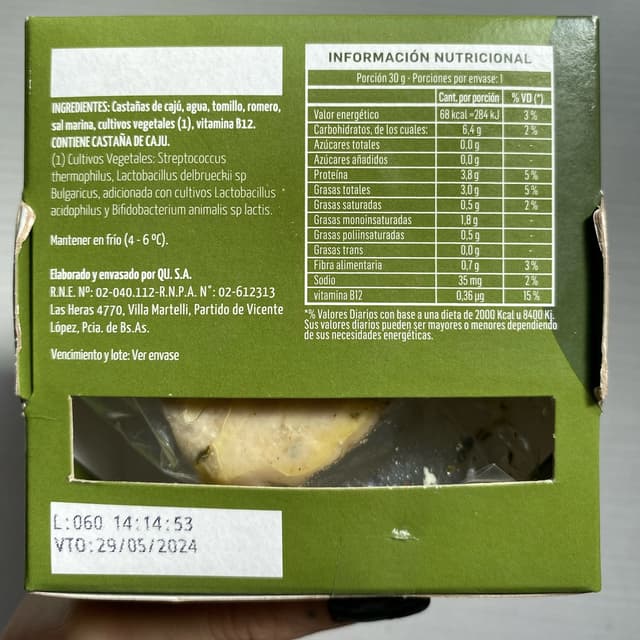 INGREDIENTES: Castañas de cajú, agua, tomillo, romero,
sal marina, cultivos vegetales (1), vitamina B12.
CONTIENE CASTAÑA DE CAJU.
(1) Cultivos Vegetales: Streptococcus
thermophilus, Lactobacillus delbrueckii sp
Bulgaricus, adicionada con cultivos Lactobacillus
acidophilus y Bifidobacterium animalis sp lactis.
Mantener en frío (4 - 6 ºC).
Elaborado y envasado por QU. S.A.
R.N.E. Nº: 02-040.112-R.N.P.A. N°: 02-612313
Las Heras 4770, Villa Martelli, Partido de Vicente
López, Pcia. de Bs.As.
Vencimiento y lote: Ver envase
INFORMACIÓN NUTRICIONAL
Porción 30 g - Porciones por envase: 1
Cant. por porción % VD (*)
Valor energético 68 kcal =284 kJ 3 %
Carbohidratos, de los cuales: 6,4 g 2 %
Azúcares totales 0,0 g -
Azúcares añadidos 0,0 g -
Proteína 3,8 g 5 %
Grasas totales 3,0 g 5 %
Grasas saturadas 0,5 g 2 %
Grasas monoinsaturadas 1,8 g -
Grasas poliinsaturadas 0,5 g -
Grasas trans 0,0 g -
Fibra alimentaria 0,7 g 3 %
Sodio 35 mg 2 %
vitamina B12 0,36 µg 15 %
*% Valores Diarios con base a una dieta de 2000 Kcal u 8400 Kj.
Sus valores diarios pueden ser mayores o menores dependiendo
de sus necesidades energéticas.
L:060 14:14:53
VTO:29/05/2024